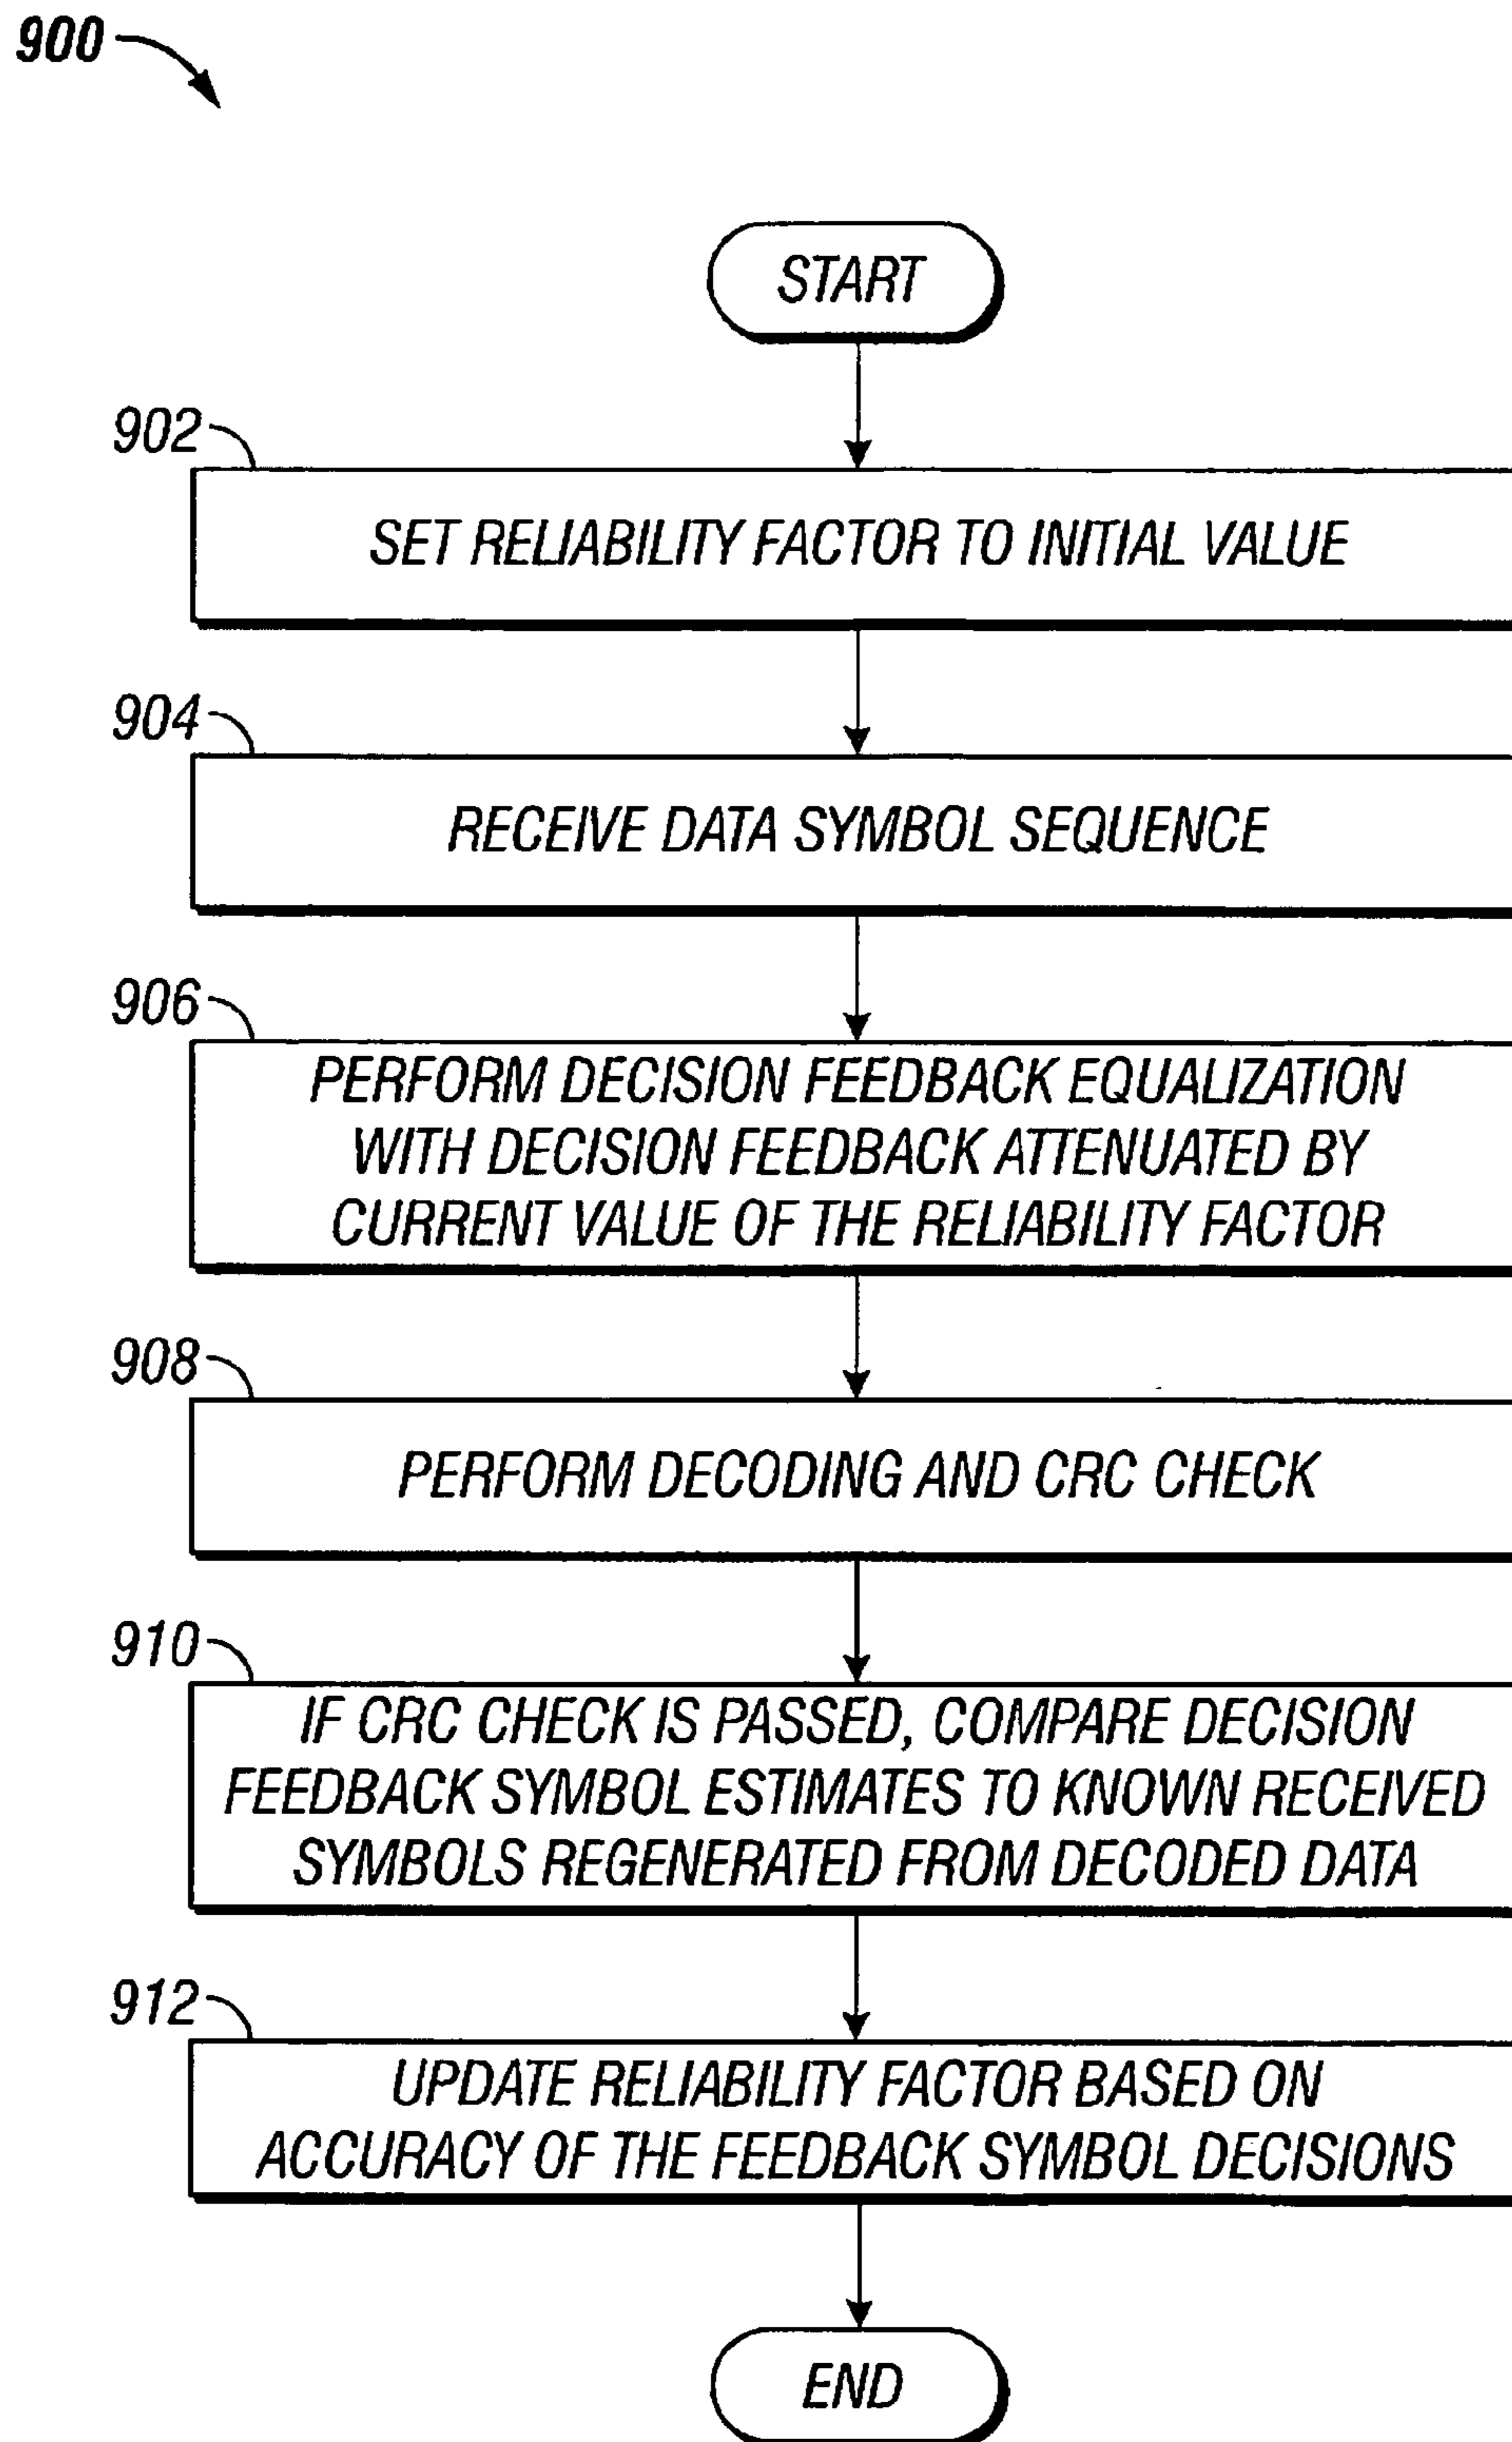 900
START
902
SET RELIABILITY FACTOR TO INITIAL VALUE
904
RECEIVE DATA SYMBOL SEQUENCE
906
PERFORM DECISION FEEDBACK EQUALIZATION
WITH DECISION FEEDBACK ATTENUATED BY
CURRENT VALUE OF THE RELIABILITY FACTOR
908
PERFORM DECODING AND CRC CHECK
910
IF CRC CHECK IS PASSED, COMPARE DECISION
FEEDBACK SYMBOL ESTIMATES TO KNOWN RECEIVED
SYMBOLS REGENERATED FROM DECODED DATA
912
UPDATE RELIABILITY FACTOR BASED ON
ACCURACY OF THE FEEDBACK SYMBOL DECISIONS
END